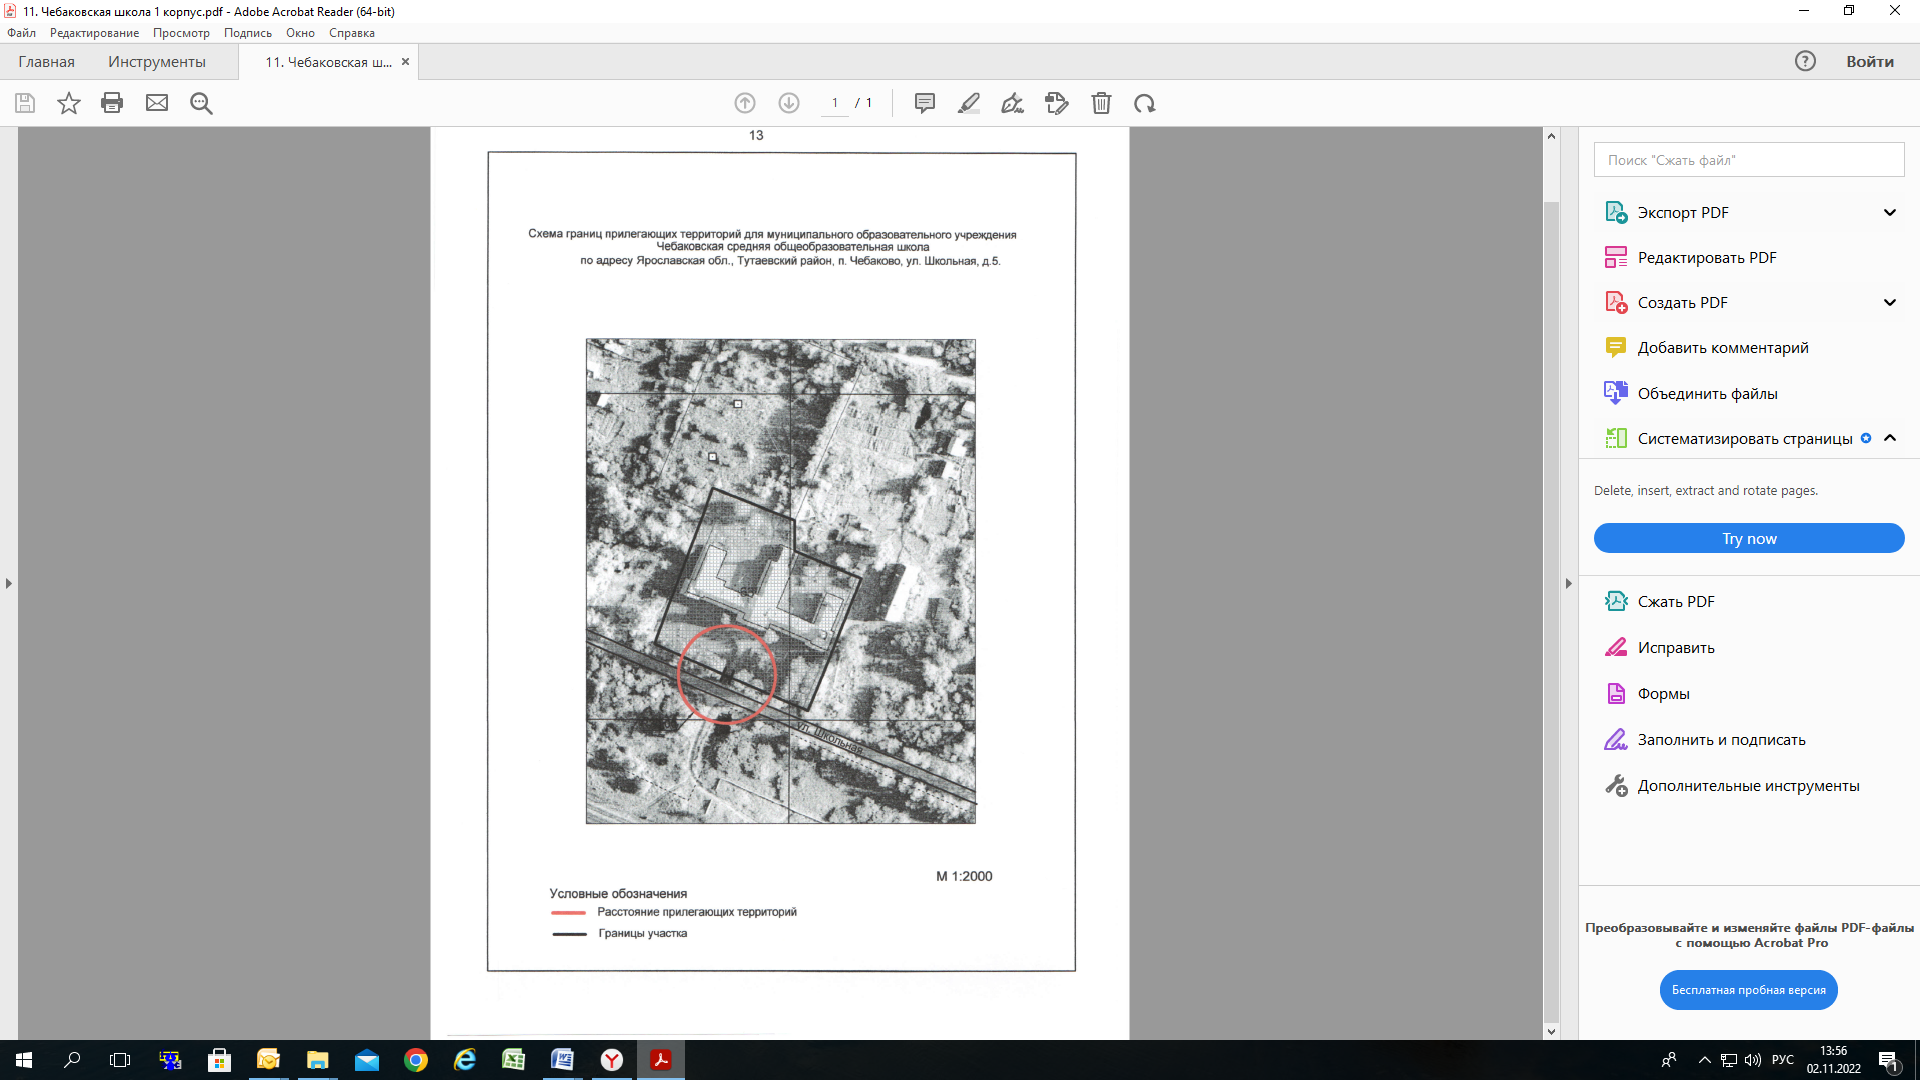 11. Чебаковская школа 1 корпус.pdf - Adobe Acrobat Reader (64-bit)
Файл Редактирование Просмотр Подпись Окно Справка
Главная Инструменты 11. Чебаковская ш... × ? Войти
1 / 1
13
Схема границ прилегающих территорий для муниципального образовательного учреждения
Чебаковская средняя общеобразовательная школа
по адресу Ярославская обл., Тутаевский район, п. Чебаково, ул. Школьная, д.5.
ул. Школьная
М 1:2000
Условные обозначения
Расстояние прилегающих территорий
Границы участка
Поиск "Сжать файл"
Экспорт PDF
Редактировать PDF
Создать PDF
Добавить комментарий
Объединить файлы
Систематизировать страницы
Delete, insert, extract and rotate pages.
Try now
Сжать PDF
Исправить
Формы
Заполнить и подписать
Дополнительные инструменты
Преобразовывайте и изменяйте файлы PDF-файлы
с помощью Acrobat Pro
Бесплатная пробная версия
РУС
13:56
02.11.2022
1